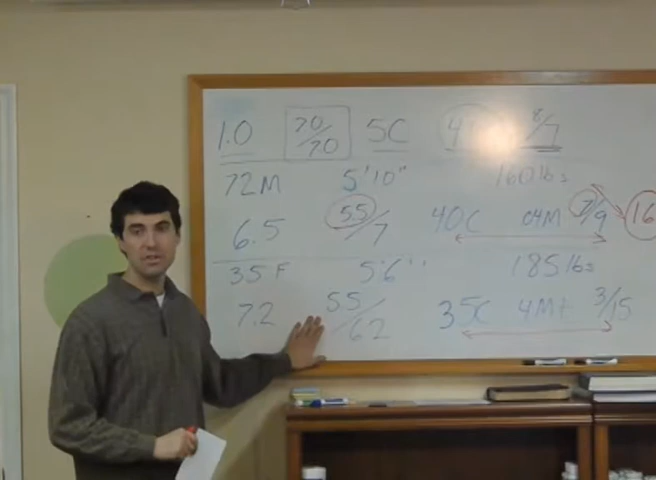 1.0 70/70 5C 4 8/7
72M 5'10" 160lbs
6.5 55/7 40C 04M 7/9 16
35F 5'6" 185lbs
7.2 55/62 35C 4M+ 3/15